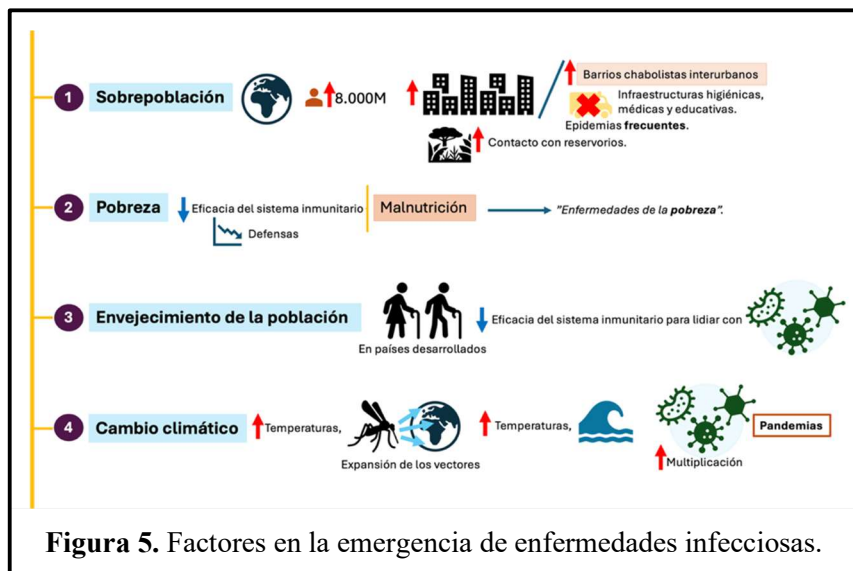 1 Sobrepoblación
8.000M
Barrios chabolistas interurbanos
Infraestructuras higiénicas,
médicas y educativas.
Epidemias frecuentes.
Contacto con reservorios.
2 Pobreza
Eficacia del sistema inmunitario
Defensas
Malnutrición
"Enfermedades de la pobreza".
3 Envejecimiento de la población
En países desarrollados
Eficacia del sistema inmunitario para lidiar con
4 Cambio climático
Temperaturas,
Expansión de los vectores
Temperaturas,
Multiplicación
Pandemias
Figura 5. Factores en la emergencia de enfermedades infecciosas.